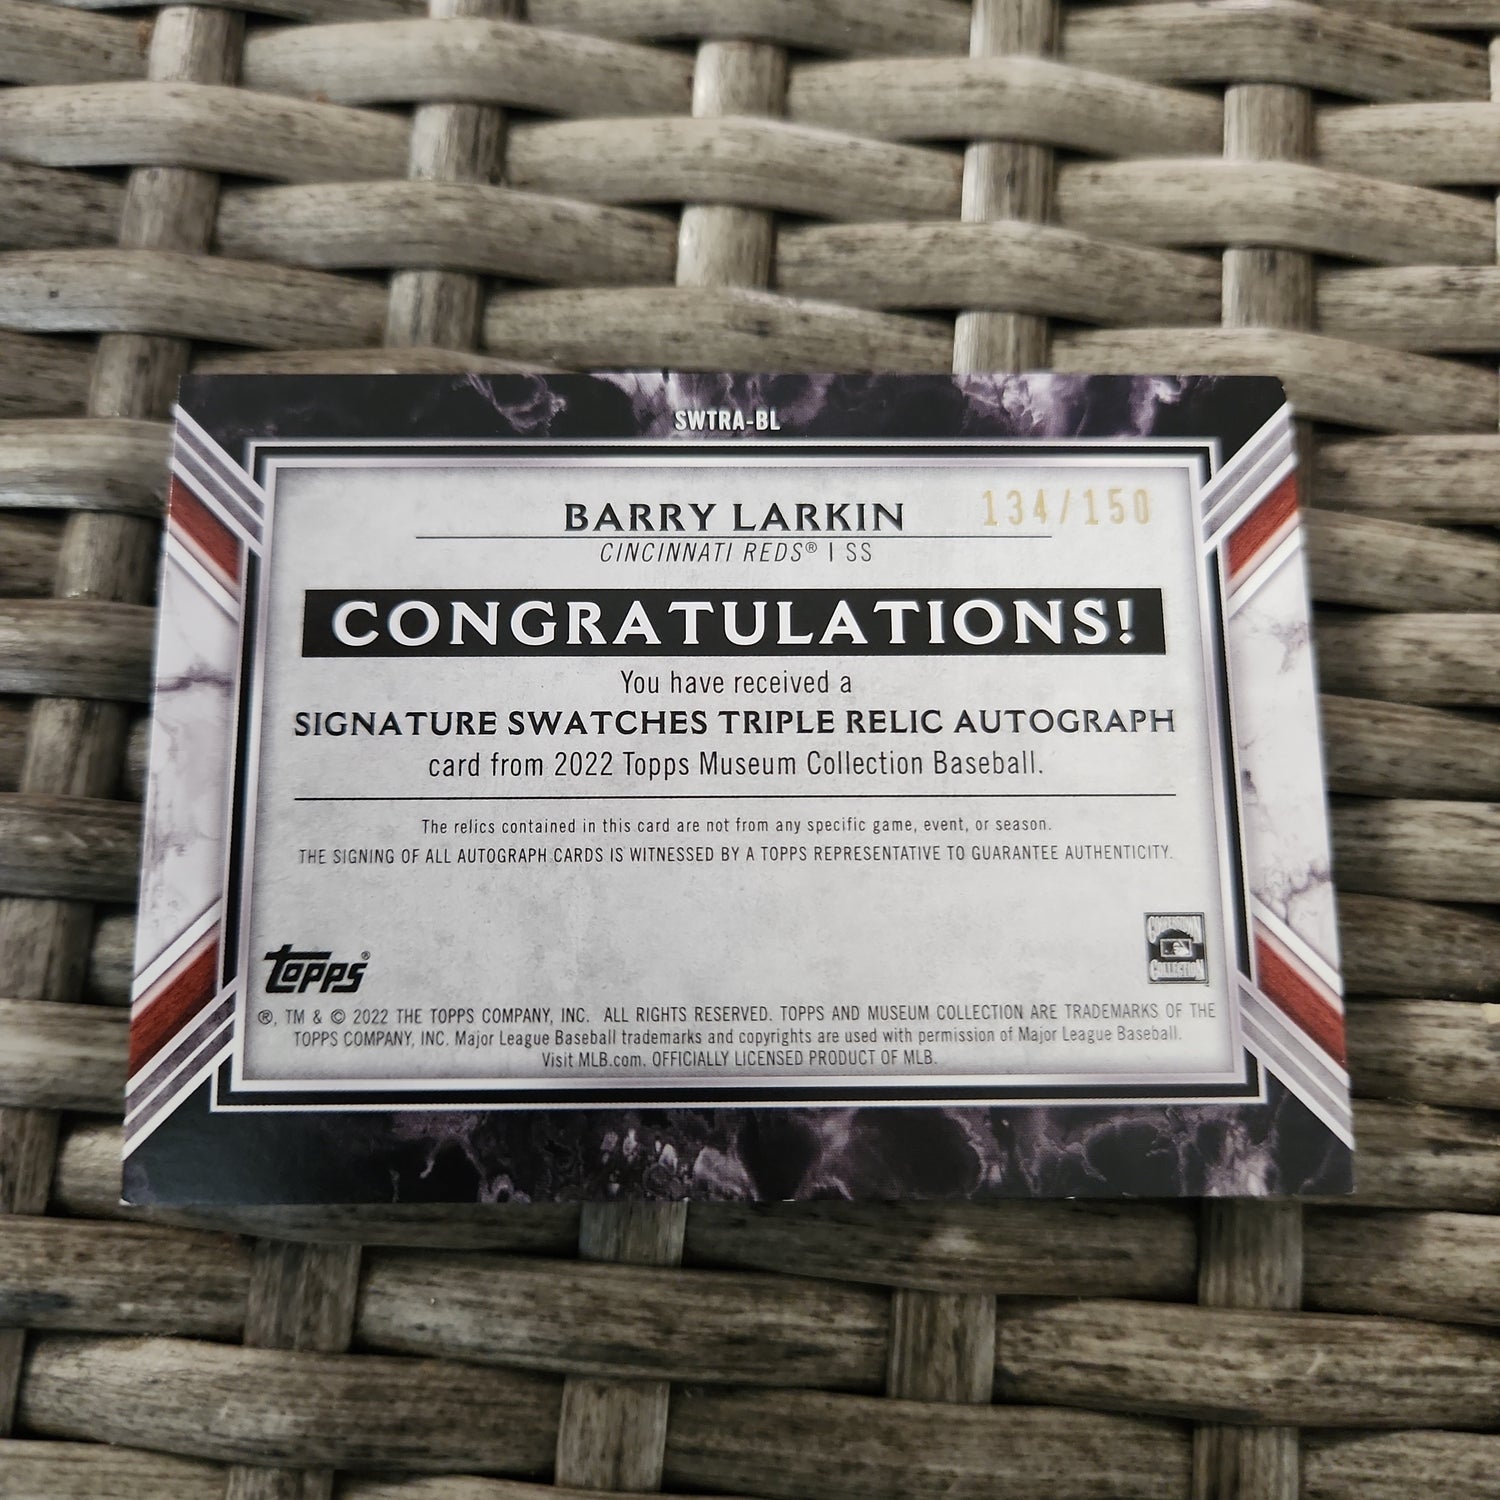 SWTRA-BL
BARRY LARKIN
134/150
CINCINNATI REDS® | SS
CONGRATULATIONS!
You have received a
SIGNATURE SWATCHES TRIPLE RELIC AUTOGRAPH
card from 2022 Topps Museum Collection Baseball.
The relics contained in this card are not from any specific game, event, or season.
THE SIGNING OF ALL AUTOGRAPH CARDS IS WITNESSED BY A TOPPS REPRESENTATIVE TO GUARANTEE AUTHENTICITY.
topps®
COOPERSTOWN
COLLECTION
®, TM & © 2022 THE TOPPS COMPANY, INC. ALL RIGHTS RESERVED. TOPPS AND MUSEUM COLLECTION ARE TRADEMARKS OF THE
TOPPS COMPANY, INC. Major League Baseball trademarks and copyrights are used with permission of Major League Baseball.
Visit MLB.com. OFFICIALLY LICENSED PRODUCT OF MLB.